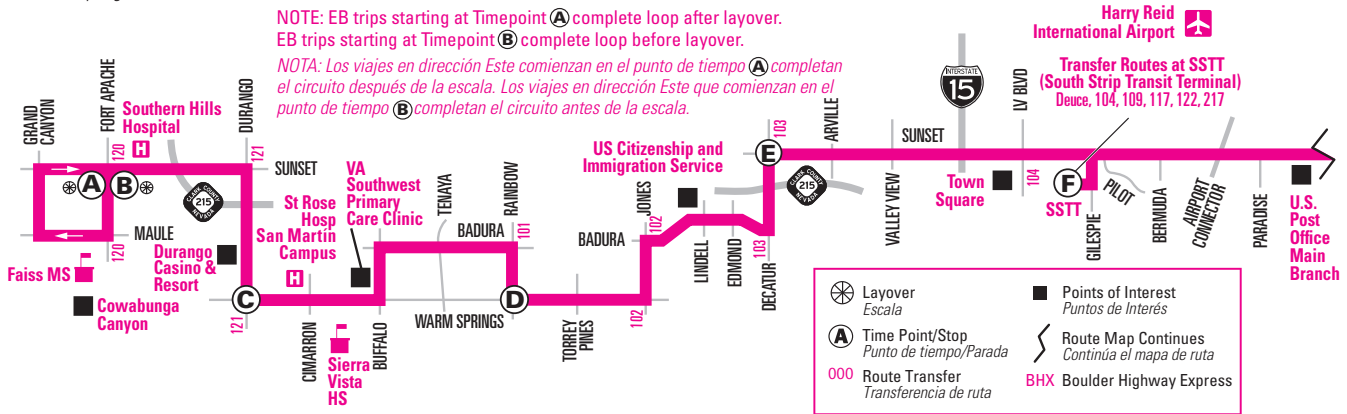 NOTE: EB trips starting at Timepoint A complete loop after layover.
EB trips starting at Timepoint B complete loop before layover.
NOTA: Los viajes en dirección Este comienzan en el punto de tiempo A completan
el circuito después de la escala. Los viajes en dirección Este que comienzan en el
punto de tiempo B completan el circuito antes de la escala.
Harry Reid
International Airport
Transfer Routes at SSTT
(South Strip Transit Terminal)
Deuce, 104, 109, 117, 122, 217
GRAND
CANYON
FORT APACHE
120
Southern Hills
Hospital
H
DURANGO
121
SUNSET
A
B
CLARK COUNTY
215
NEVADA
MAULE
120
Faiss MS
Cowabunga
Canyon
Durango
Casino &
Resort
C
121
St Rose
Hosp
San Martín
Campus
H
VA
Southwest
Primary
Care Clinic
CIMARRON
Sierra
Vista
HS
BUFFALO
BADURA
TENAYA
RAINBOW
101
WARM SPRINGS
D
TORREY
PINES
102
BADURA
JONES
102
US Citizenship and
Immigration Service
LINDELL
EDMOND
DECATUR
103
E
103
CLARK COUNTY
215
NEVADA
ARVILLE
VALLEY VIEW
SUNSET
INTERSTATE
15
Town
Square
LV BLVD
104
F
SSTT
GILESPIE
PILOT
BERMUDA
AIRPORT
CONNECTOR
PARADISE
U.S.
Post
Office
Main
Branch
Layover
Escala
A Time Point/Stop
Punto de tiempo/Parada
000 Route Transfer
Transferencia de ruta
Points of Interest
Puntos de Interés
Route Map Continues
Continúa el mapa de ruta
BHX Boulder Highway Express